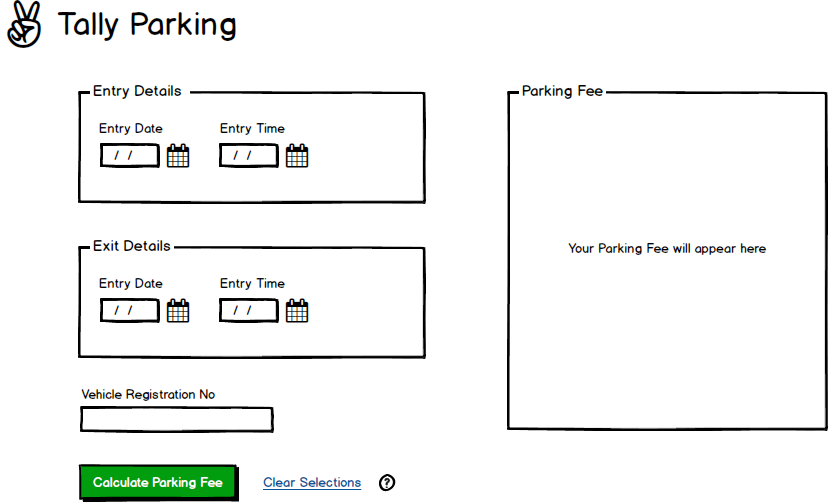 Tally Parking
Entry Details
Entry Date Entry Time
/ / / /
Exit Details
Entry Date Entry Time
/ / / /
Vehicle Registration No
Calculate Parking Fee Clear Selections ?
Parking Fee
Your Parking Fee will appear here